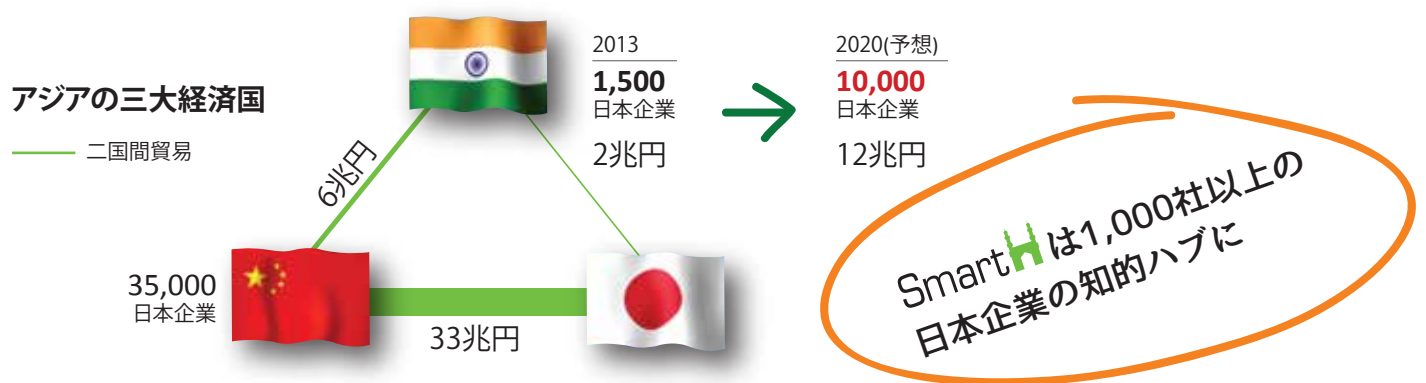 アジアの三大経済国
二国間貿易
6兆円
35,000
日本企業
33兆円
2013
1,500
日本企業
2兆円
2020(予想)
10,000
日本企業
12兆円
SmartHは1,000社以上の
日本企業の知的ハブに